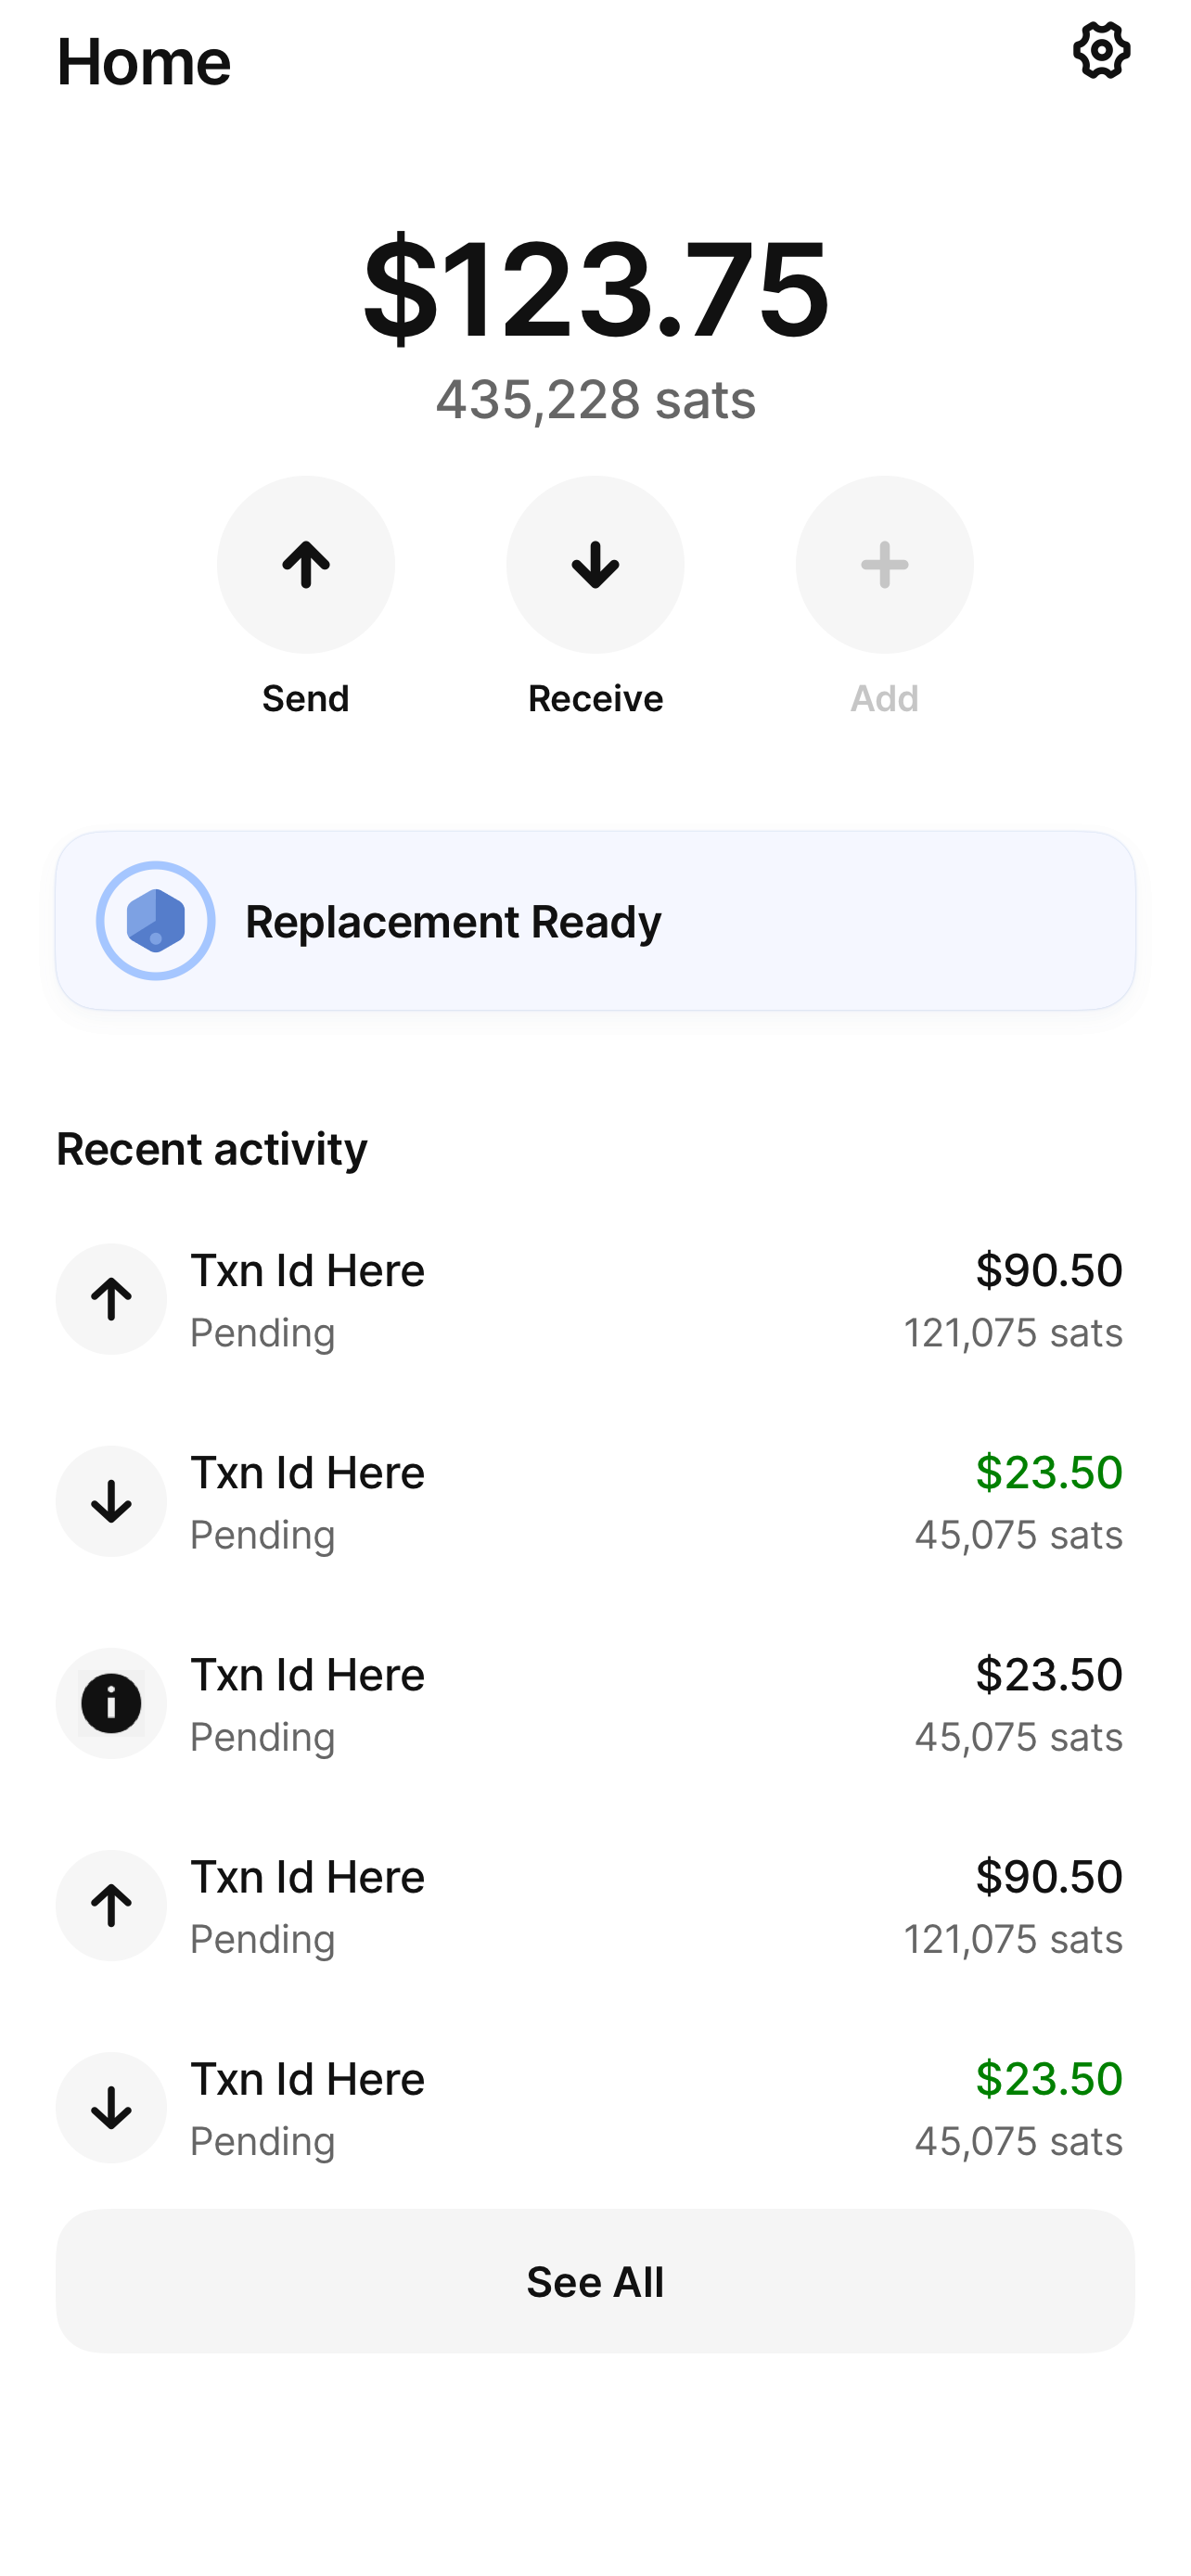 Home
$123.75
435,228 sats
Send
Receive
Add
Replacement Ready
Recent activity
Txn Id Here
$90.50
Pending
121,075 sats
Txn Id Here
$23.50
Pending
45,075 sats
Txn Id Here
$23.50
Pending
45,075 sats
Txn Id Here
$90.50
Pending
121,075 sats
Txn Id Here
$23.50
Pending
45,075 sats
See All